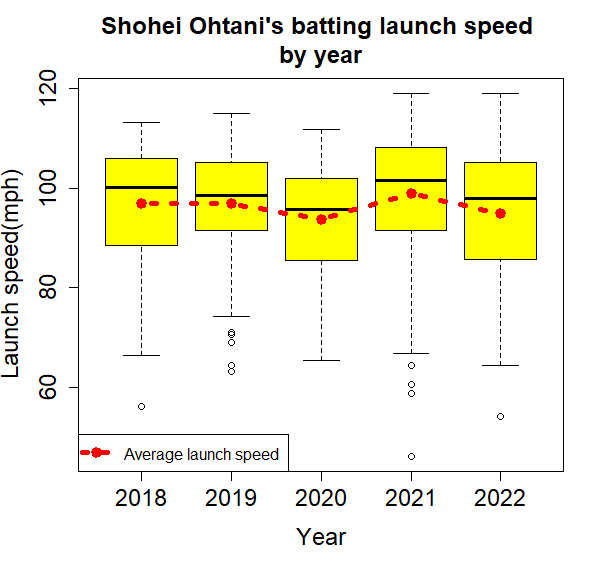 Shohei Ohtani's batting launch speed
by year
Launch speed(mph)
120
100
80
60
Average launch speed
2018 2019 2020 2021 2022
Year